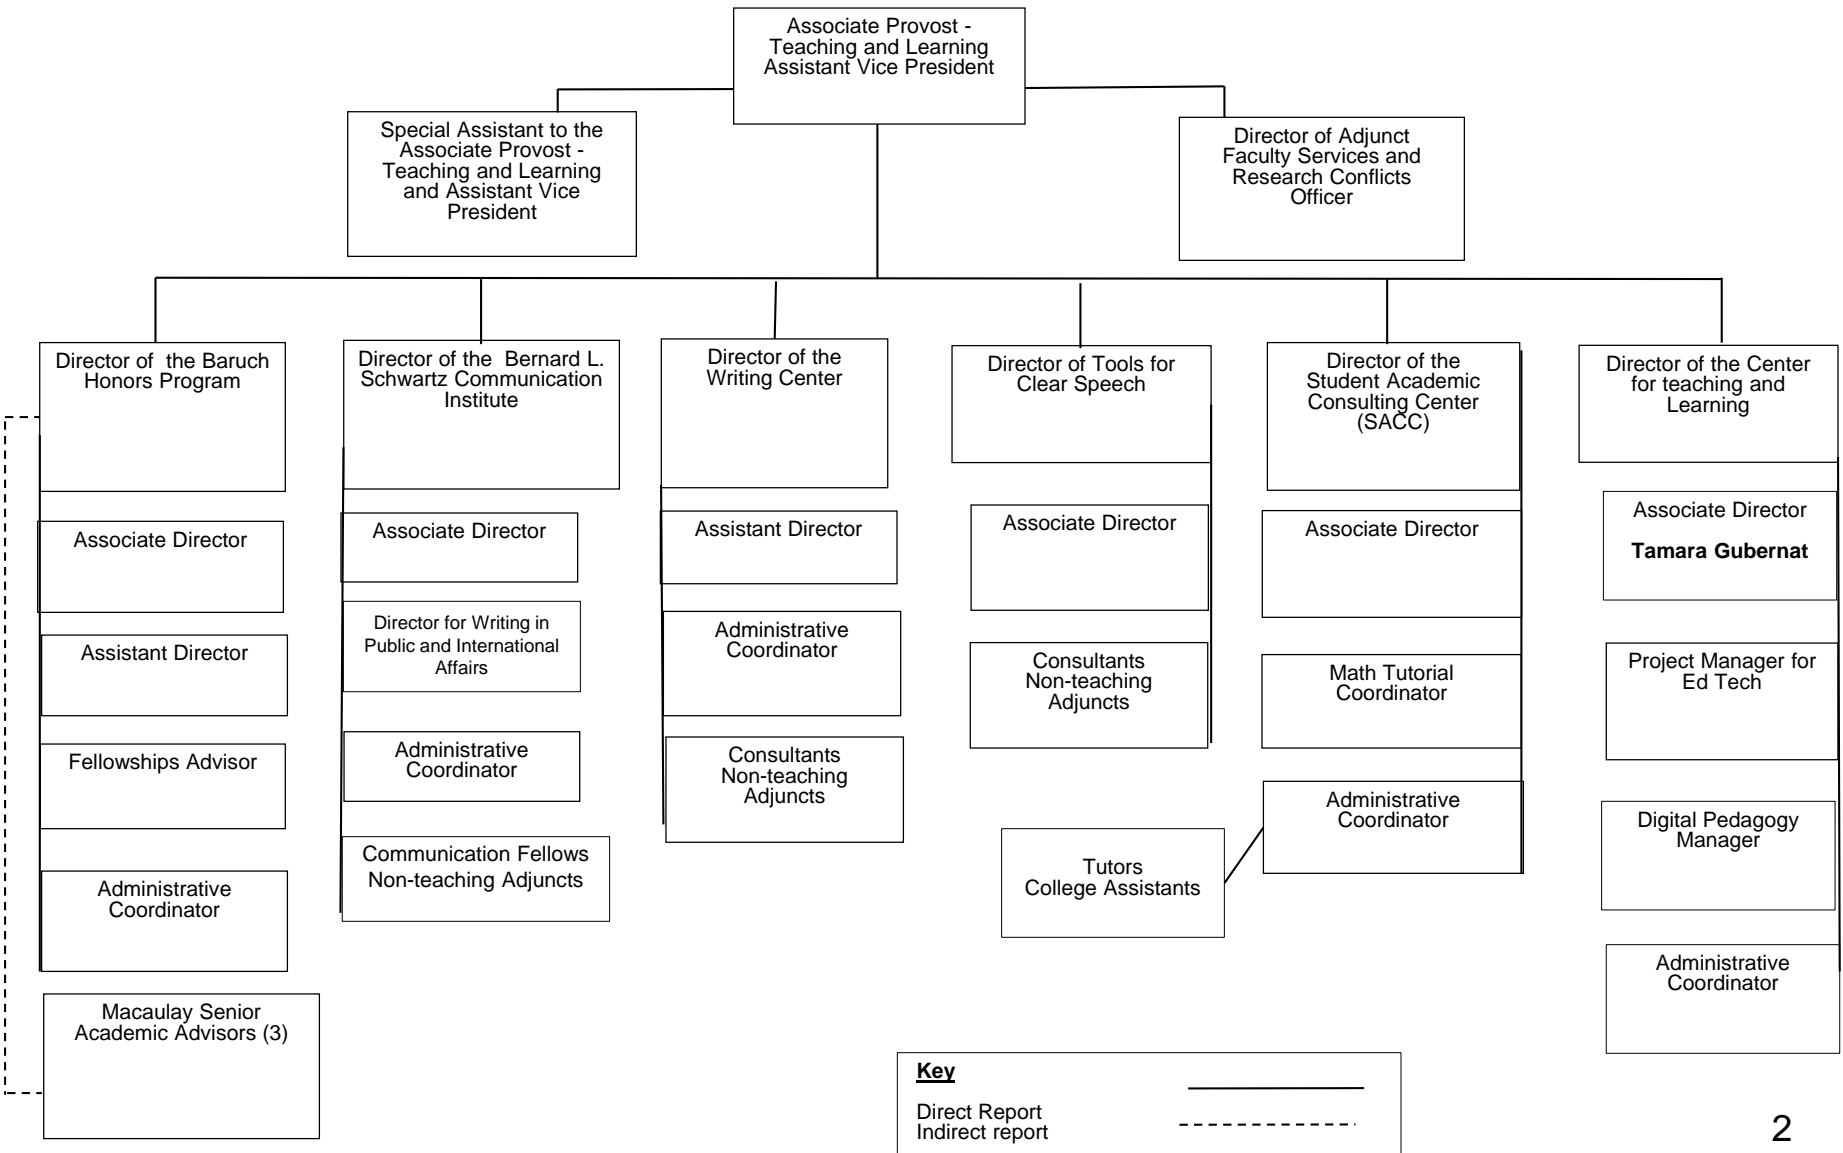 Associate Provost -
Teaching and Learning
Assistant Vice President
Special Assistant to the
Associate Provost -
Teaching and Learning
and Assistant Vice
President
Director of Adjunct
Faculty Services and
Research Conflicts
Officer
Director of  the Baruch
Honors Program
Associate Director
Assistant Director
Fellowships Advisor
Administrative
Coordinator
Macaulay Senior
Academic Advisors (3)
Director of the  Bernard L.
Schwartz Communication
Institute
Associate Director
Director for Writing in
Public and International
Affairs
Administrative
Coordinator
Communication Fellows
Non-teaching Adjuncts
Director of the
Writing Center
Assistant Director
Administrative
Coordinator
Consultants
Non-teaching
Adjuncts
Director of Tools for
Clear Speech
Associate Director
Consultants
Non-teaching
Adjuncts
Director of the
Student Academic
Consulting Center
(SACC)
Associate Director
Math Tutorial
Coordinator
Administrative
Coordinator
Tutors
College Assistants
Director of the Center
for teaching and
Learning
Associate Director
Tamara Gubernat
Project Manager for
Ed Tech
Digital Pedagogy
Manager
Administrative
Coordinator
Key
Direct Report
Indirect report
2